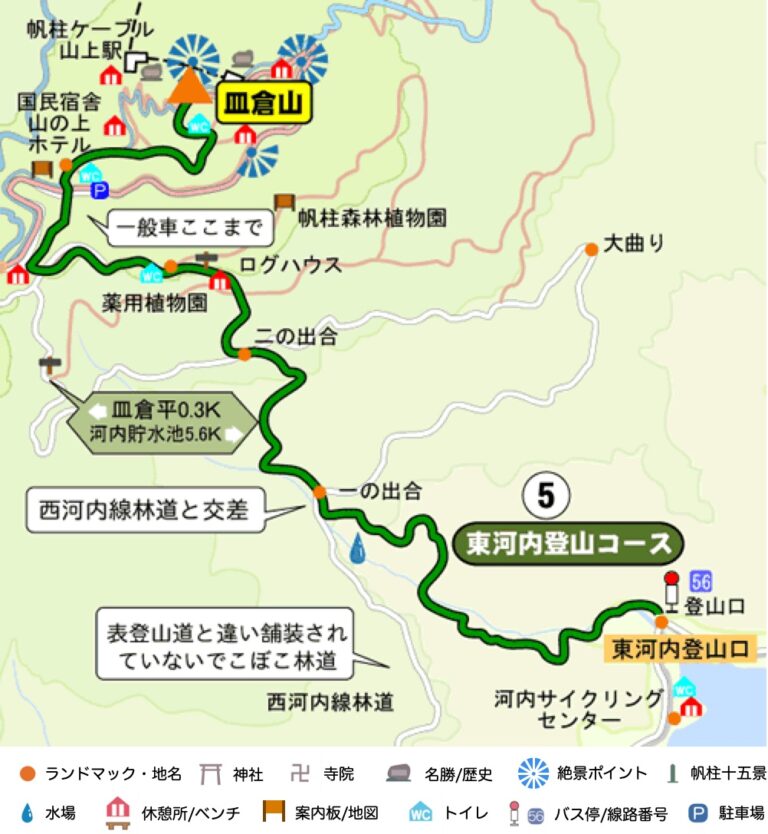 帆柱ケーブル
山上駅
皿倉山
国民宿舎
山の上
ホテル
WC
WC
P
一般車ここまで
帆柱森林植物園
大曲り
ログハウス
WC
薬用植物園
二の出合
皿倉平0.3K
河内貯水池5.6K
一の出合
西河内線林道と交差
5
東河内登山コース
56
登山口
東河内登山口
表登山道と違い舗装され
ていないでこぼこ林道
西河内線林道
河内サイクリング
センター
WC
ランドマック・地名 神社 寺院 名勝/歴史 絶景ポイント 帆柱十五景
水場 休憩所/ベンチ 案内板/地図 WC トイレ 56 バス停/線路番号 P 駐車場